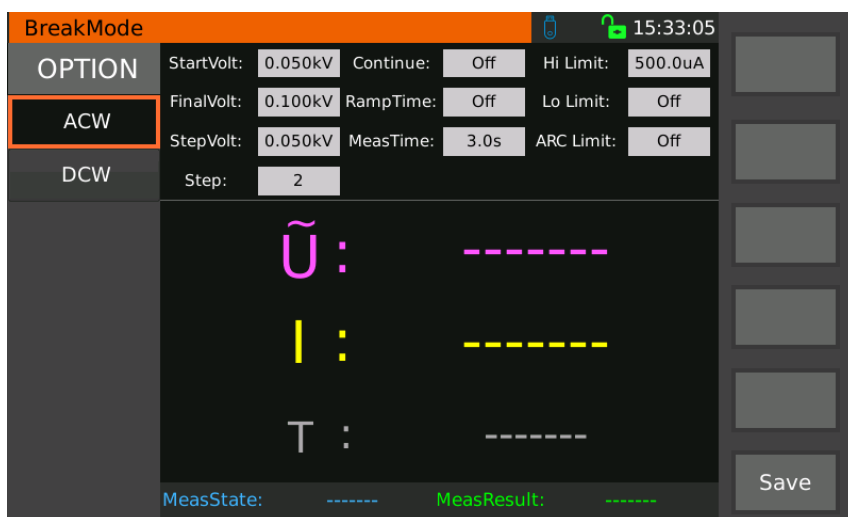 BreakMode 15:33:05
OPTION
ACW
DCW
StartVolt: 0.050kV Continue: Off Hi Limit: 500.0uA
FinalVolt: 0.100kV RampTime: Off Lo Limit: Off
StepVolt: 0.050kV MeasTime: 3.0s ARC Limit: Off
Step: 2
Ũ : -------
I : -------
T : -------
MeasState: ------- MeasResult: -------
Save